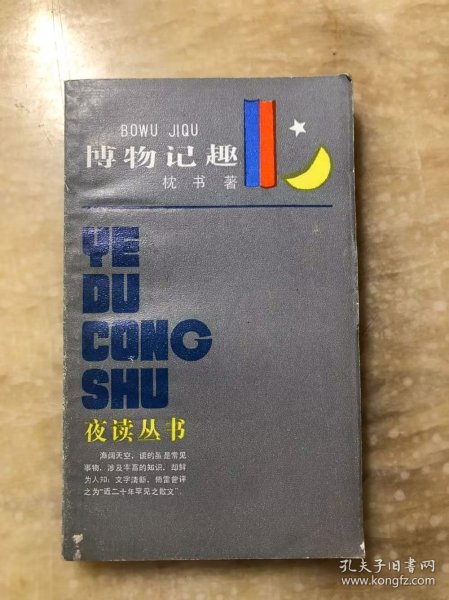 BOWU JIQU
博物记趣
枕书著
YE
DU
CONG
SHU
夜读丛书
海阔天空，谈的虽是常见
事物，涉及丰富的知识，却鲜
为人知；文字清新，傅雷曾评
之为“近二十年罕见之散文”．
孔夫子旧书网
www.kongfz.com